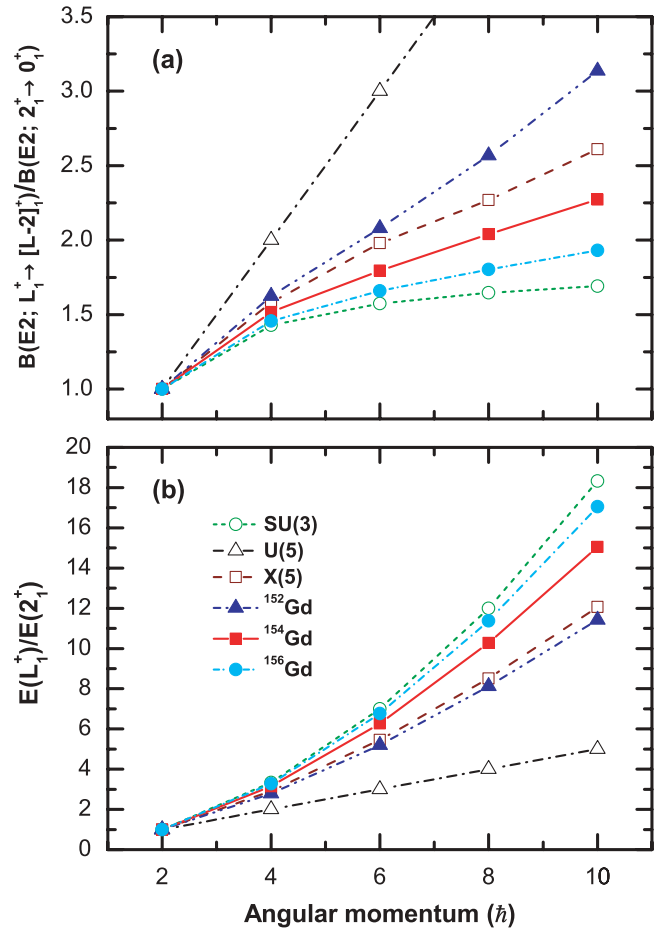 B(E2; L₁⁺→ [L-2]₁⁺)/B(E2; 2₁⁺→ 0₁⁺)
3.5
3.0
2.5
2.0
1.5
1.0
(a)
E(L₁⁺)/E(2₁⁺)
20
18
16
14
12
10
8
6
4
2
0
(b)
SU(3)
U(5)
X(5)
¹⁵²Gd
¹⁵⁴Gd
¹⁵⁶Gd
2 4 6 8 10
Angular momentum (ℏ)